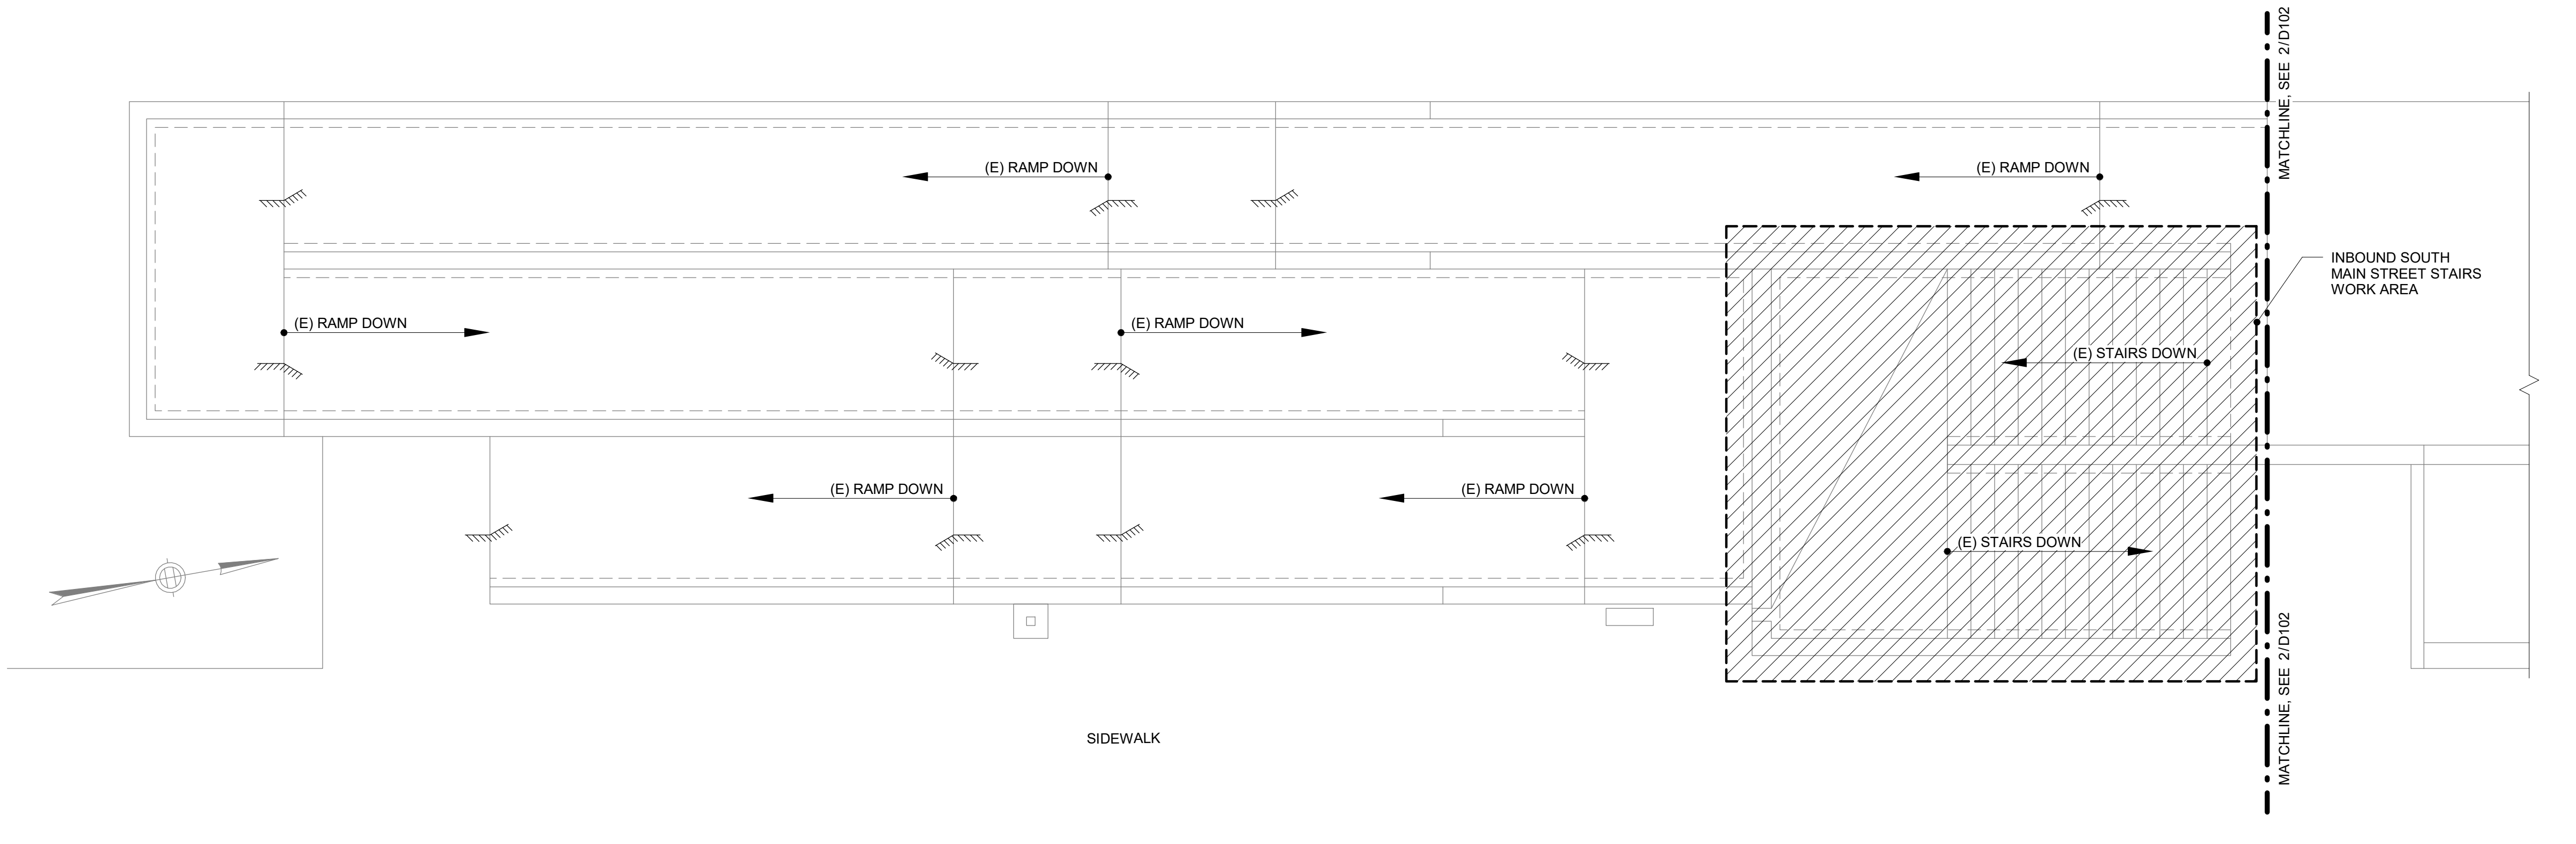 MATCHLINE, SEE 2/D102
(E) RAMP DOWN
(E) RAMP DOWN
INBOUND SOUTH
MAIN STREET STAIRS
WORK AREA
(E) RAMP DOWN
(E) RAMP DOWN
(E) STAIRS DOWN
(E) RAMP DOWN
(E) RAMP DOWN
(E) STAIRS DOWN
MATCHLINE, SEE 2/D102
SIDEWALK